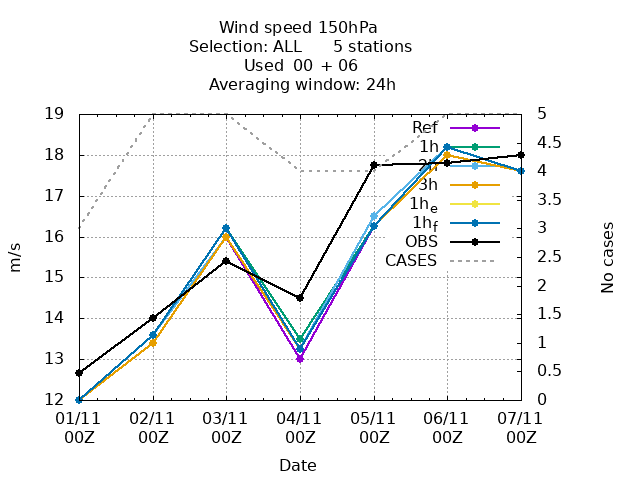 Wind speed 150hPa
Selection: ALL 5 stations
Used 00 + 06
Averaging window: 24h
19
18
17
16
15
14
13
12
m/s
5
4.5
4
3.5
3
2.5
2
1.5
1
0.5
0
No cases
Ref
1h
2h
3h
1he
1hf
OBS
CASES
01/11 02/11 03/11 04/11 05/11 06/11 07/11
00Z 00Z 00Z 00Z 00Z 00Z 00Z
Date